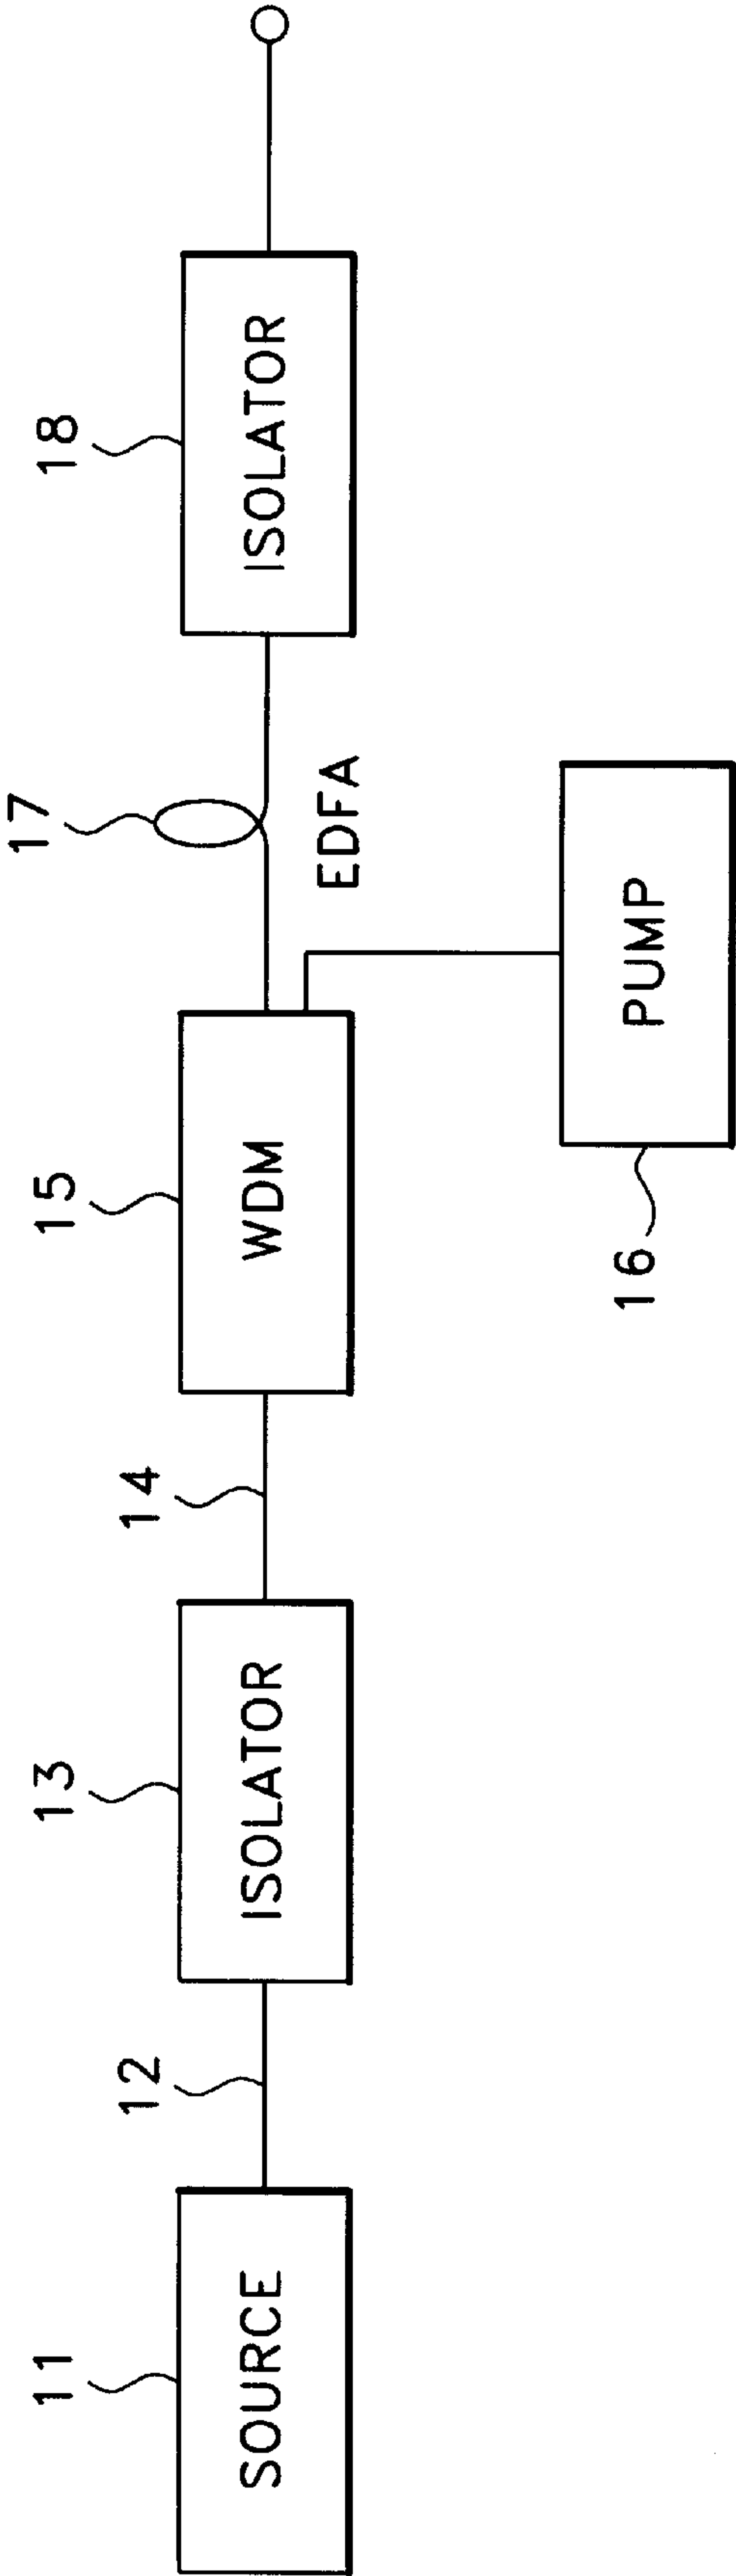 11
SOURCE
12
13
ISOLATOR
14
15
WDM
16
PUMP
17
EDFA
18
ISOLATOR